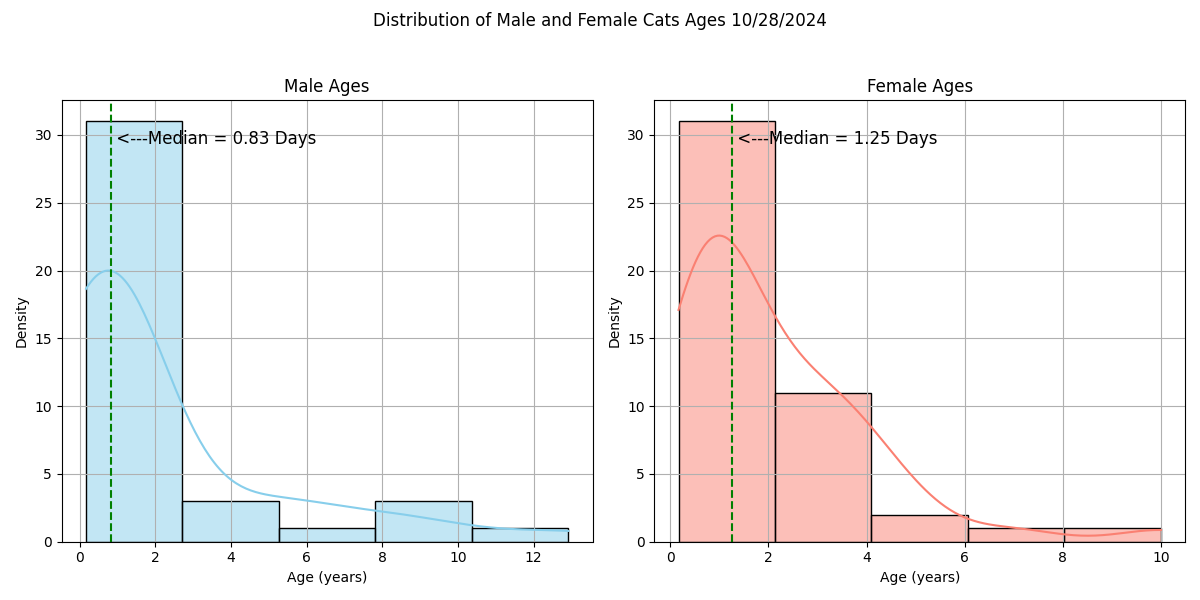 Distribution of Male and Female Cats Ages 10/28/2024
Male Ages
<---Median = 0.83 Days
Density
30
25
20
15
10
5
0
0 2 4 6 8 10 12
Age (years)
Female Ages
<---Median = 1.25 Days
Density
30
25
20
15
10
5
0
0 2 4 6 8 10
Age (years)